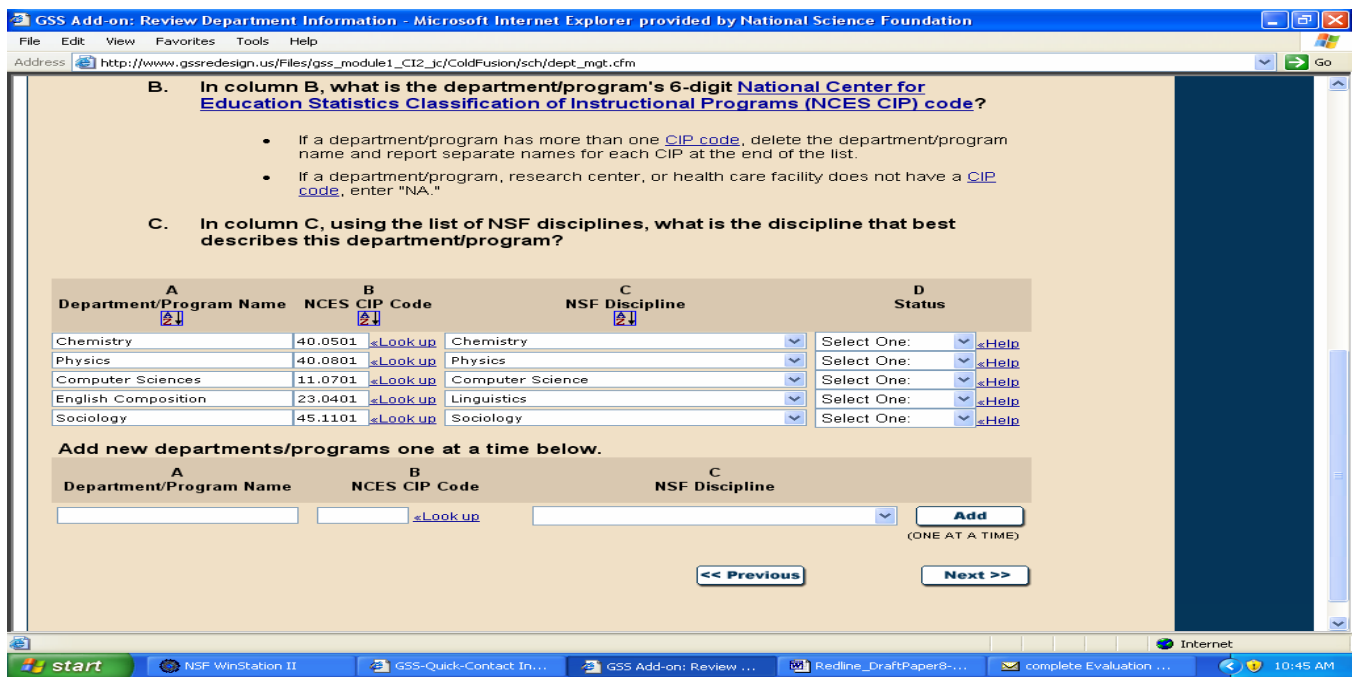 GSS Add-on: Review Department Information - Microsoft Internet Explorer provided by National Science Foundation
File Edit View Favorites Tools Help
Address http://www.gssredesign.us/Files/gss_module1_CI2_jc/ColdFusion/sch/dept_mgt.cfm Go
B. In column B, what is the department/program's 6-digit National Center for
Education Statistics Classification of Instructional Programs (NCES CIP) code?
• If a department/program has more than one CIP code, delete the department/program
name and report separate names for each CIP at the end of the list.
• If a department/program, research center, or health care facility does not have a CIP
code, enter "NA."
C. In column C, using the list of NSF disciplines, what is the discipline that best
describes this department/program?
A B C D
Department/Program Name NCES CIP Code NSF Discipline Status
Chemistry 40.0501 «Look up Chemistry Select One: «Help
Physics 40.0801 «Look up Physics Select One: «Help
Computer Sciences 11.0701 «Look up Computer Science Select One: «Help
English Composition 23.0401 «Look up Linguistics Select One: «Help
Sociology 45.1101 «Look up Sociology Select One: «Help
Add new departments/programs one at a time below.
A B C
Department/Program Name NCES CIP Code NSF Discipline
«Look up Add
(ONE AT A TIME)
<< Previous Next >>
Internet
start NSF WinStation II GSS-Quick-Contact In... GSS Add-on: Review ... Redline_DraftPaper8-... complete Evaluation ... 10:45 AM